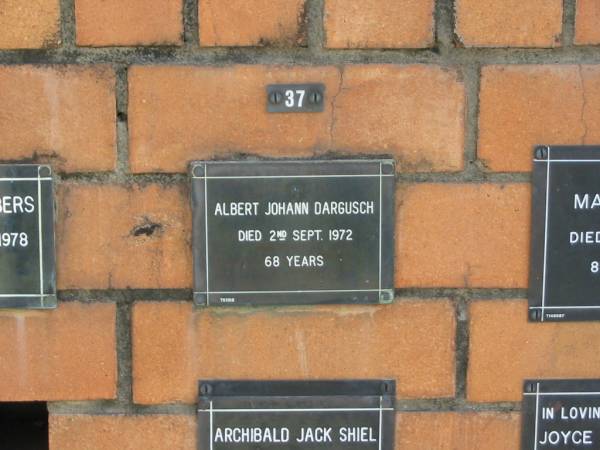 37
BERS
1978
ALBERT JOHANN DARGUSCH
DIED 2ND SEPT. 1972
68 YEARS
MA
DIED
8
ARCHIBALD JACK SHIEL
IN LOVIN
JOYCE